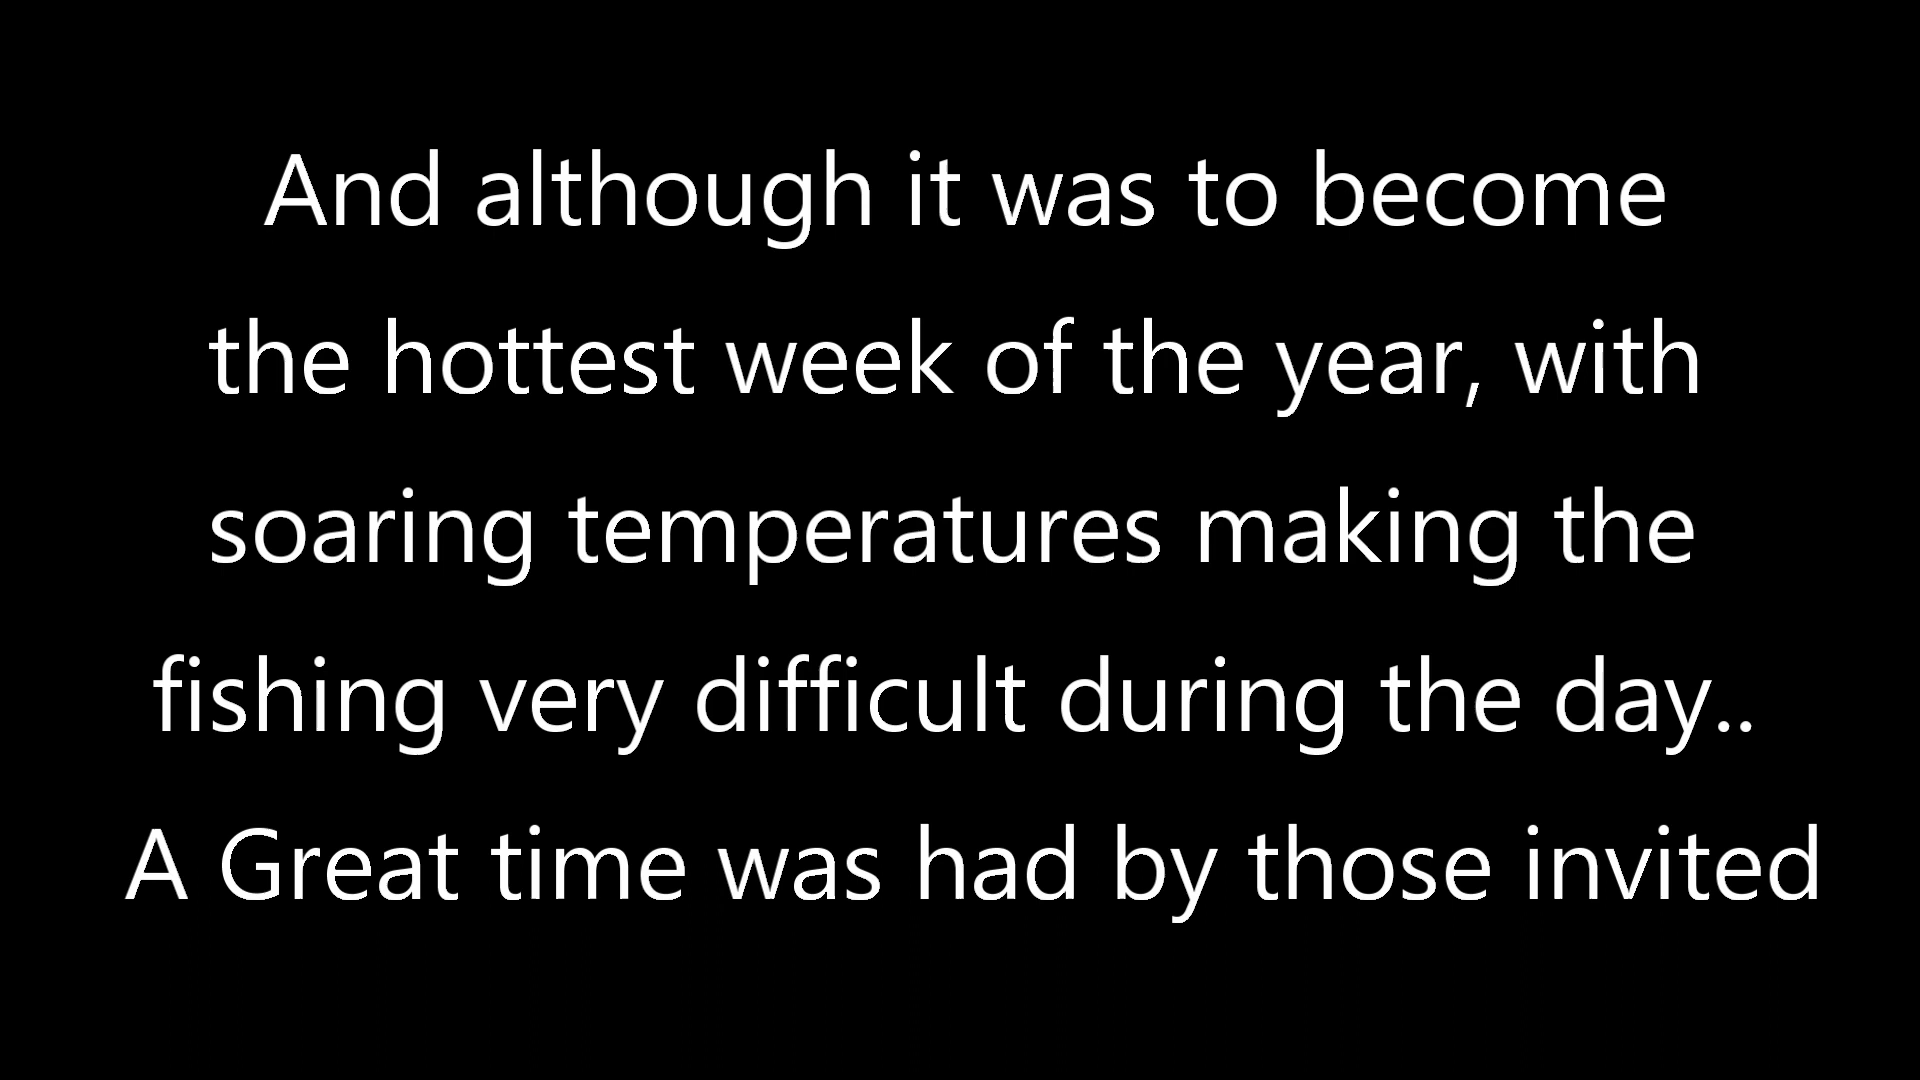 And although it was to become
the hottest week of the year, with
soaring temperatures making the
fishing very difficult during the day..
A Great time was had by those invited